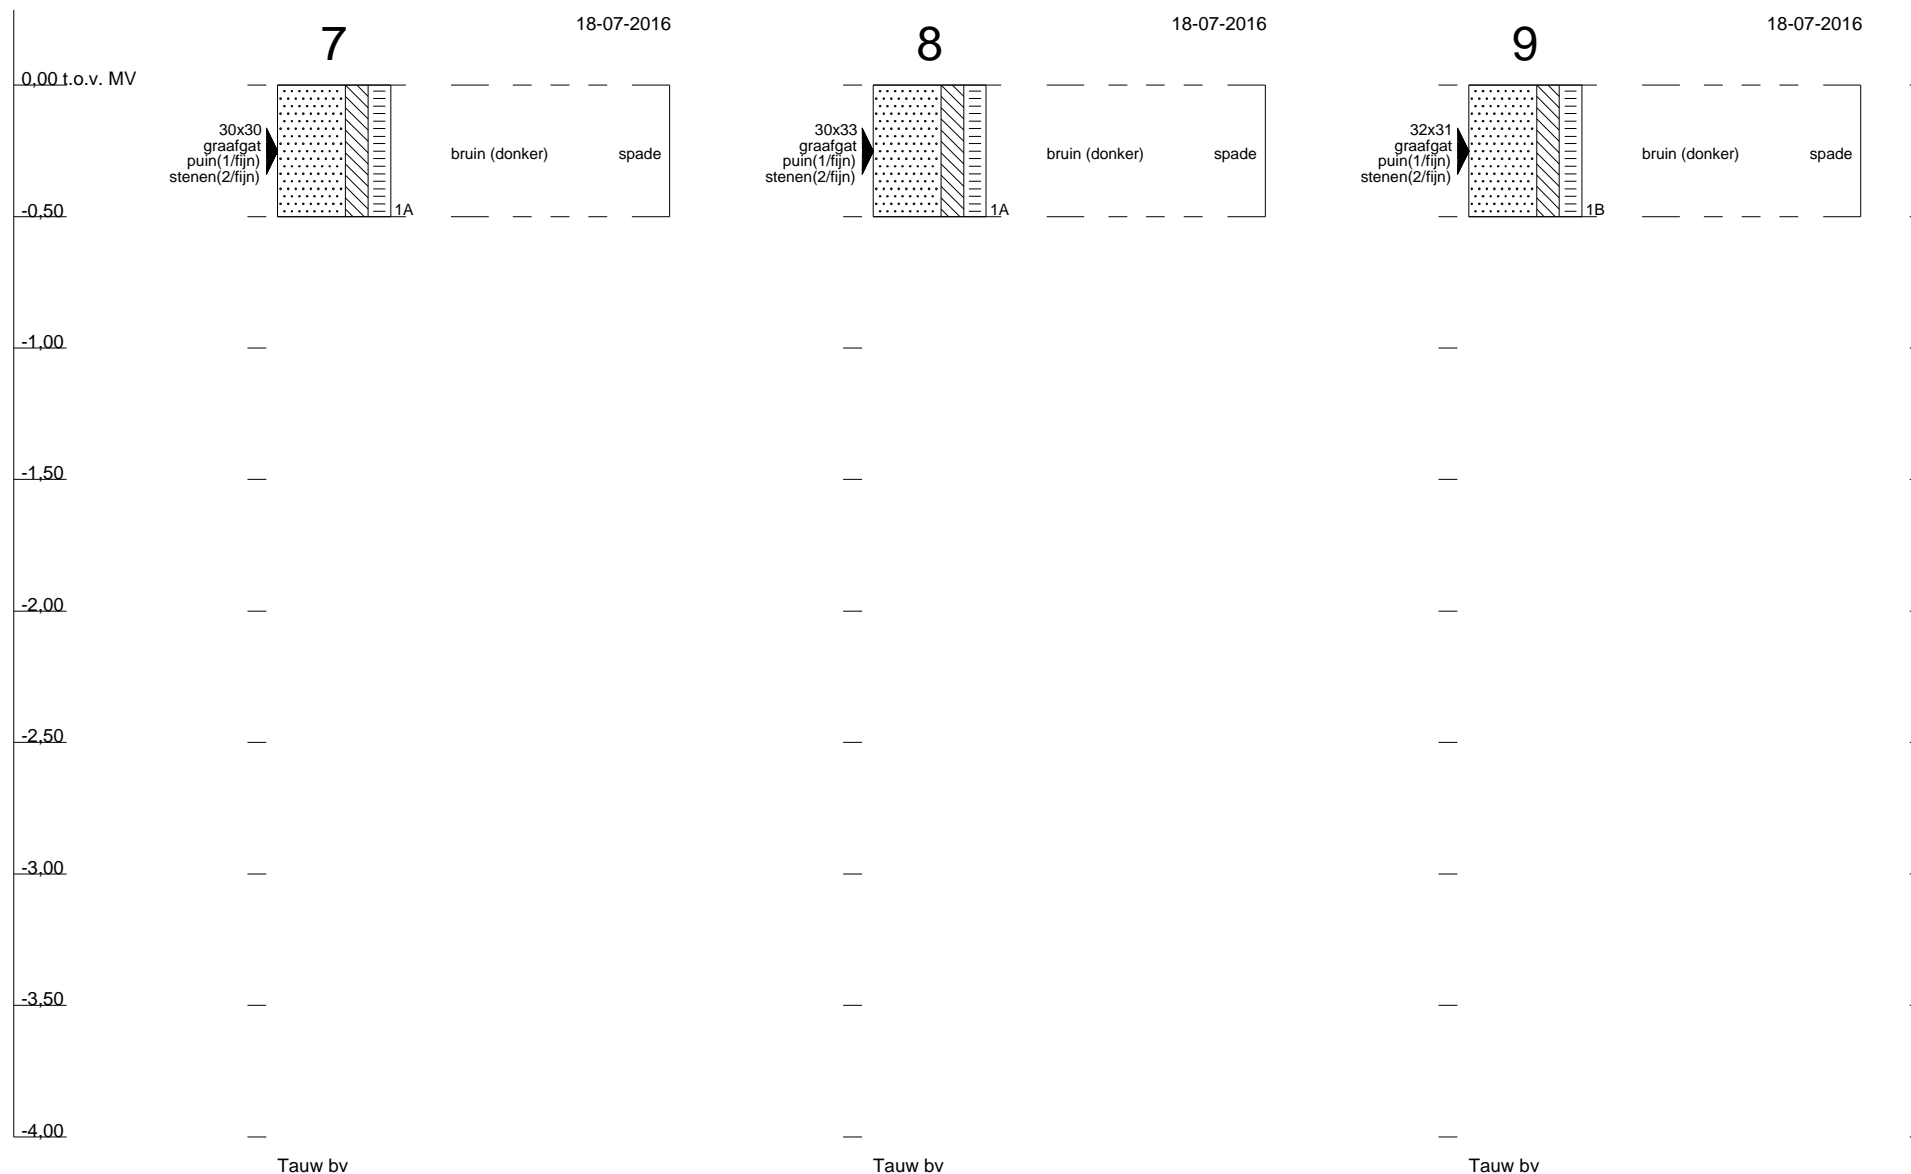 7
18-07-2016
8
18-07-2016
9
18-07-2016
0,00 t.o.v. MV
30x30
graafgat
puin(1/fijn)
stenen(2/fijn)
bruin (donker)
spade
1A
30x33
graafgat
puin(1/fijn)
stenen(2/fijn)
bruin (donker)
spade
1A
32x31
graafgat
puin(1/fijn)
stenen(2/fijn)
bruin (donker)
spade
1B
-0,50
-1,00
-1,50
-2,00
-2,50
-3,00
-3,50
-4,00
Tauw bv
Tauw bv
Tauw bv